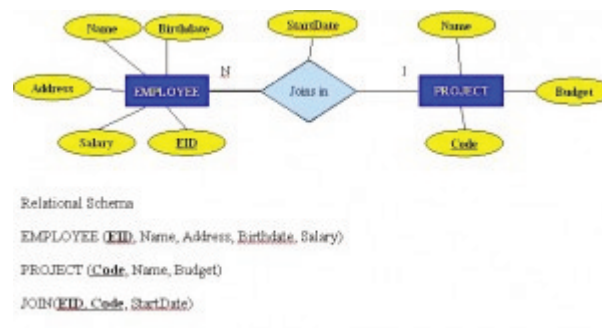 Name Birthdate StartDate Name
N 1
Address EMPLOYEE Joins in PROJECT Budget
Salary EID Code
Relational Schema
EMPLOYEE (EID, Name, Address, Birthdate, Salary)
PROJECT (Code, Name, Budget)
JOIN(EID, Code, StartDate)